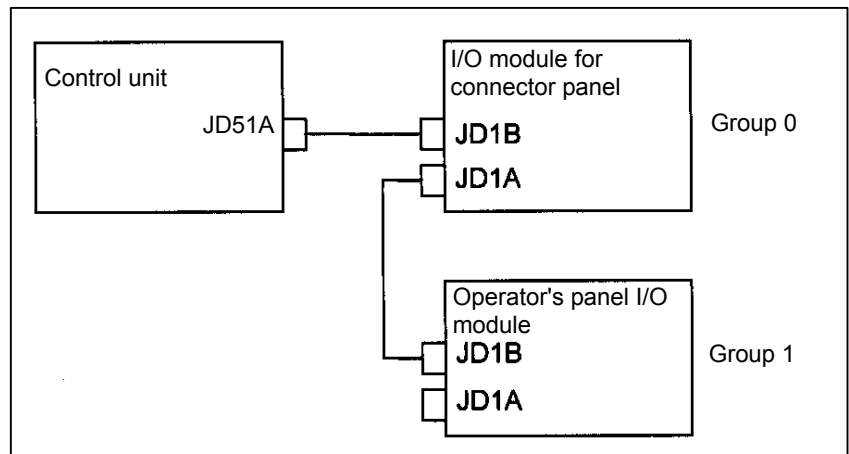 Control unit
JD51A
I/O module for
connector panel
JD1B
JD1A
Group 0
Operator's panel I/O
module
JD1B
JD1A
Group 1